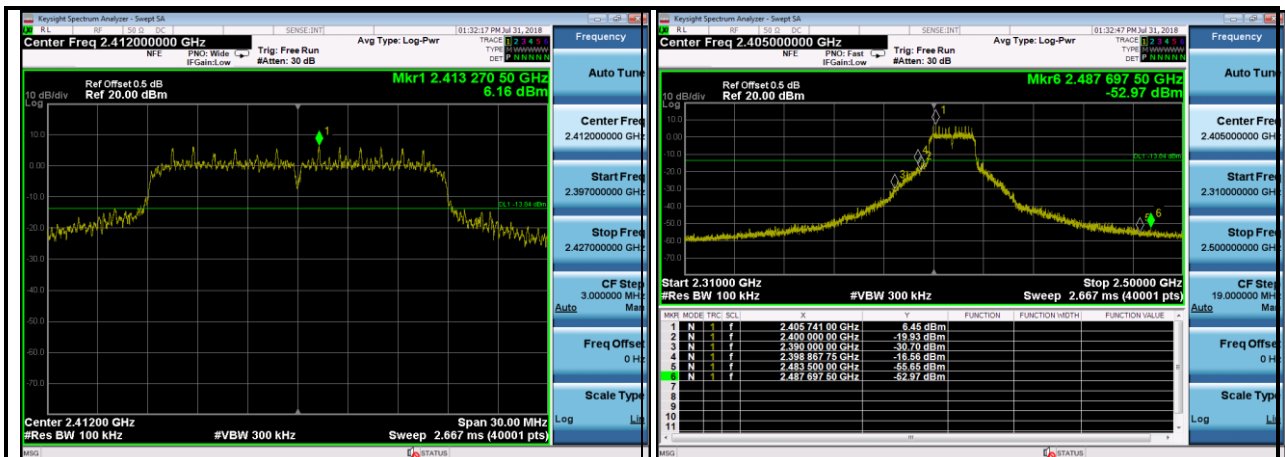 Keysight Spectrum Analyzer - Swept SA
RL RF 50 Ω DC SENSE:INT 01:32:07 PM Jul 31, 2018
Center Freq 2.412000000 GHz
NFE PNO: Wide Trig: Free Run Avg Type: Log-Pwr TRACE 1 2 3 4 5 6
IFGain:Low #Atten: 30 dB TYPE M W W W W W
DET P N N N N N
Mkr1 2.413 270 50 GHz
6.16 dBm
Ref Offset 0.5 dB
10 dB/div Ref 20.00 dBm
Log
10.0
0.00
-10.0
-20.0
-30.0
-40.0
-50.0
-60.0
-70.0
1
DL1 -13.84 dBm
Center 2.41200 GHz Span 30.00 MHz
#Res BW 100 kHz #VBW 300 kHz Sweep 2.667 ms (40001 pts)
MSG STATUS
Frequency
Auto Tune
Center Freq
2.412000000 GHz
Start Freq
2.397000000 GHz
Stop Freq
2.427000000 GHz
CF Step
3.000000 MHz
Auto Man
Freq Offset
0 Hz
Scale Type
Log Lin
Keysight Spectrum Analyzer - Swept SA
RL RF 50 Ω DC SENSE:INT 01:32:47 PM Jul 31, 2018
Center Freq 2.405000000 GHz
NFE PNO: Fast Trig: Free Run Avg Type: Log-Pwr TRACE 1 2 3 4 5 6
IFGain:Low #Atten: 30 dB TYPE M W W W W W
DET P N N N N N
Mkr6 2.487 697 50 GHz
-52.97 dBm
Ref Offset 0.5 dB
10 dB/div Ref 20.00 dBm
Log
10.0
0.00
-10.0
-20.0
-30.0
-40.0
-50.0
-60.0
-70.0
1
4
2
3
5
6
DL1 -13.84 dBm
Start 2.31000 GHz Stop 2.50000 GHz
#Res BW 100 kHz #VBW 300 kHz Sweep 2.667 ms (40001 pts)
MKR MODE TRC SCL X Y FUNCTION FUNCTION WIDTH FUNCTION VALUE
1 N 1 f 2.405 741 00 GHz 6.45 dBm
2 N 1 f 2.400 000 00 GHz -19.93 dBm
3 N 1 f 2.390 000 00 GHz -30.70 dBm
4 N 1 f 2.398 867 75 GHz -16.56 dBm
5 N 1 f 2.483 500 00 GHz -55.65 dBm
6 N 1 f 2.487 697 50 GHz -52.97 dBm
7
8
9
10
11
MSG STATUS
Frequency
Auto Tune
Center Freq
2.405000000 GHz
Start Freq
2.310000000 GHz
Stop Freq
2.500000000 GHz
CF Step
19.000000 MHz
Auto Man
Freq Offset
0 Hz
Scale Type
Log Lin